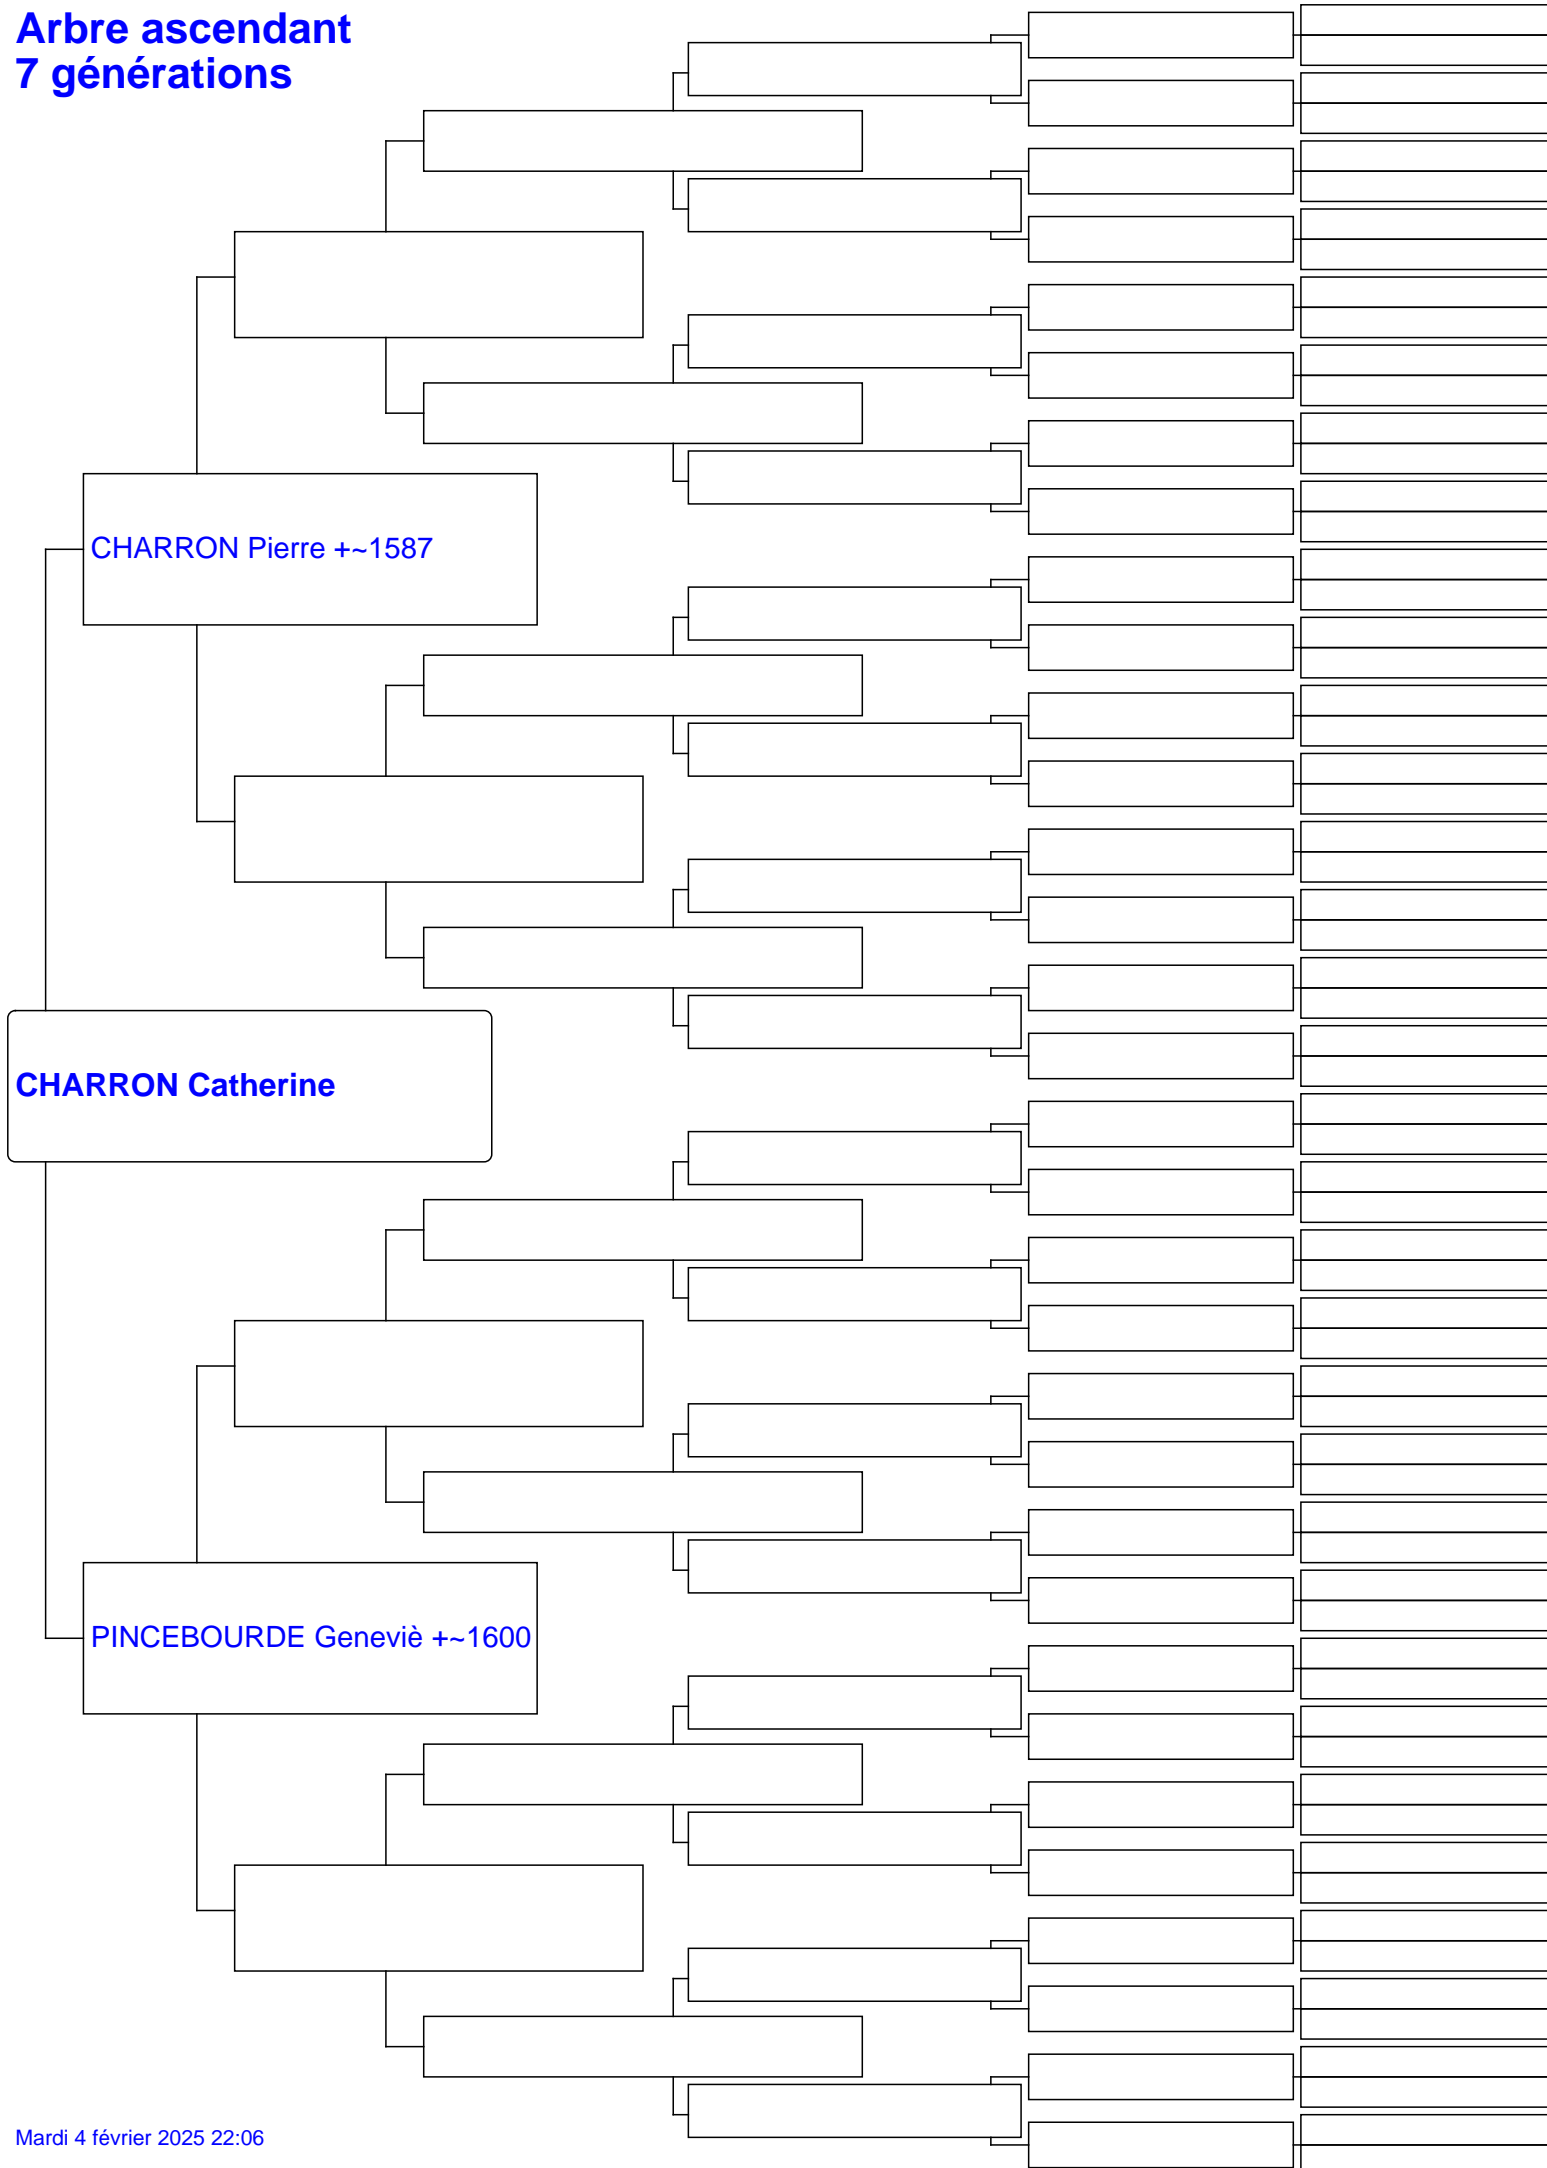 Arbre ascendant
7 générations
CHARRON Pierre +~1587
CHARRON Catherine
PINCEBOURDE Geneviè +~1600
Mardi 4 février 2025 22:06